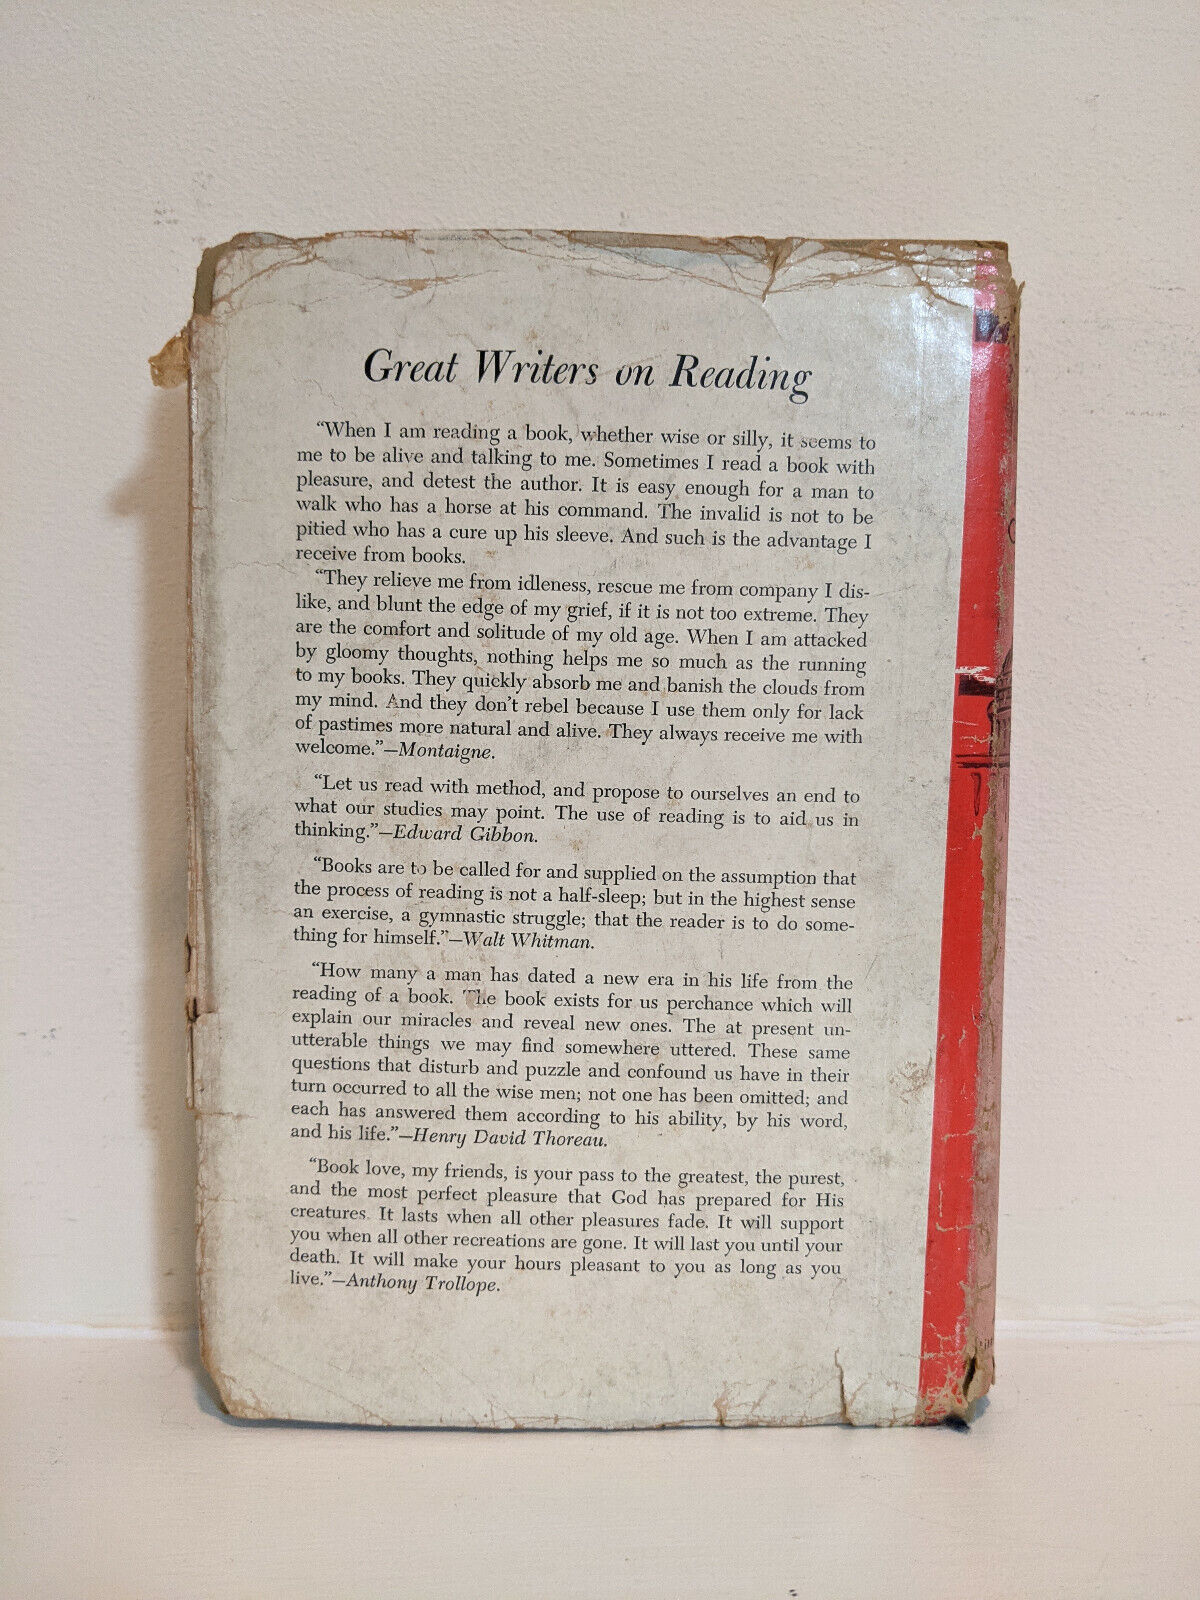 Great Writers on Reading
“When I am reading a book, whether wise or silly, it seems to
me to be alive and talking to me. Sometimes I read a book with
pleasure, and detest the author. It is easy enough for a man to
walk who has a horse at his command. The invalid is not to be
pitied who has a cure up his sleeve. And such is the advantage I
receive from books.
“They relieve me from idleness, rescue me from company I dis-
like, and blunt the edge of my grief, if it is not too extreme. They
are the comfort and solitude of my old age. When I am attacked
by gloomy thoughts, nothing helps me so much as the running
to my books. They quickly absorb me and banish the clouds from
my mind. And they don’t rebel because I use them only for lack
of pastimes more natural and alive. They always receive me with
welcome.”—Montaigne.
“Let us read with method, and propose to ourselves an end to
what our studies may point. The use of reading is to aid us in
thinking.”—Edward Gibbon.
“Books are to be called for and supplied on the assumption that
the process of reading is not a half-sleep; but in the highest sense
an exercise, a gymnastic struggle; that the reader is to do some-
thing for himself.”—Walt Whitman.
“How many a man has dated a new era in his life from the
reading of a book. The book exists for us perchance which will
explain our miracles and reveal new ones. The at present un-
utterable things we may find somewhere uttered. These same
questions that disturb and puzzle and confound us have in their
turn occurred to all the wise men; not one has been omitted; and
each has answered them according to his ability, by his word,
and his life.”—Henry David Thoreau.
“Book love, my friends, is your pass to the greatest, the purest,
and the most perfect pleasure that God has prepared for His
creatures. It lasts when all other pleasures fade. It will support
you when all other recreations are gone. It will last you until your
death. It will make your hours pleasant to you as long as you
live.”—Anthony Trollope.